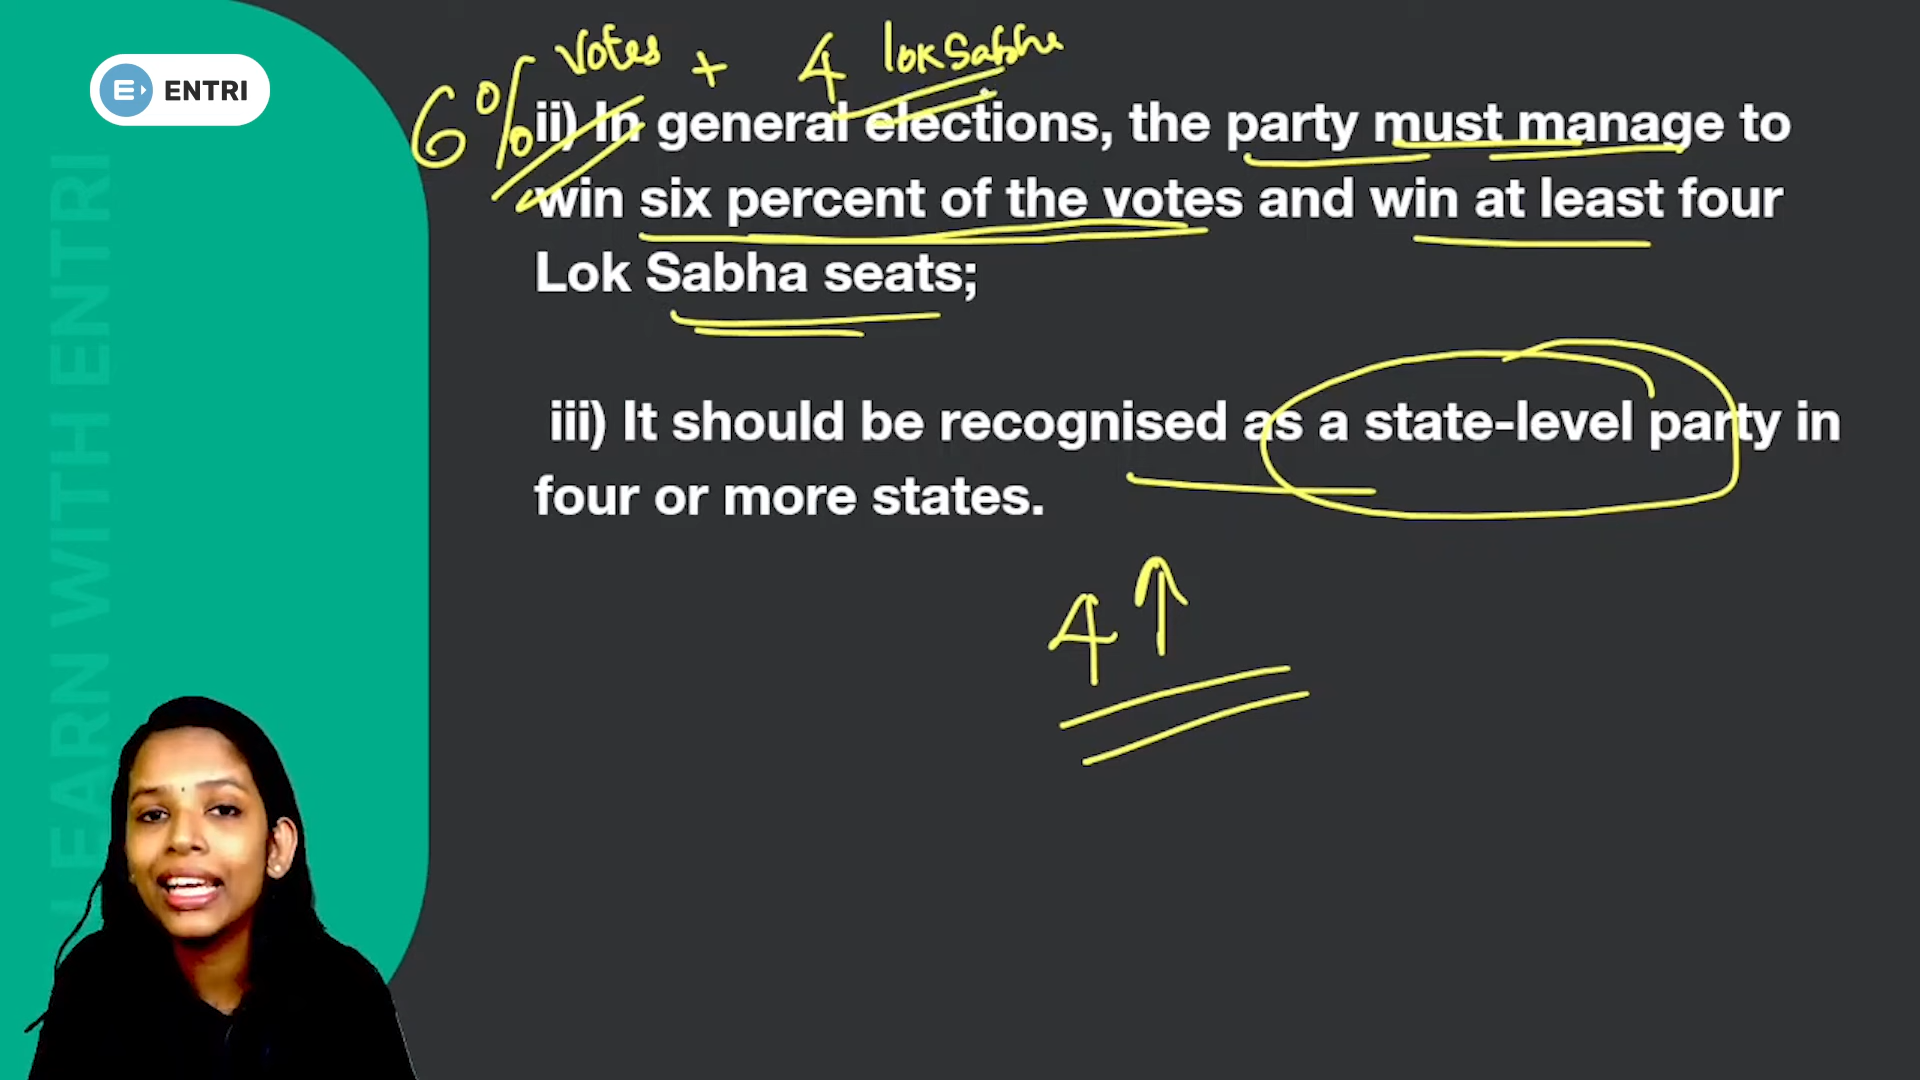 ENTRI
LEARN WITH ENTRI
6% votes + 4 lok Sabha
ii) In general elections, the party must manage to
win six percent of the votes and win at least four
Lok Sabha seats;
iii) It should be recognised as a state-level party in
four or more states.
4↑